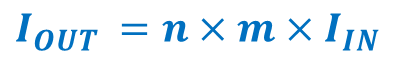 I_OUT = n × m × I_IN